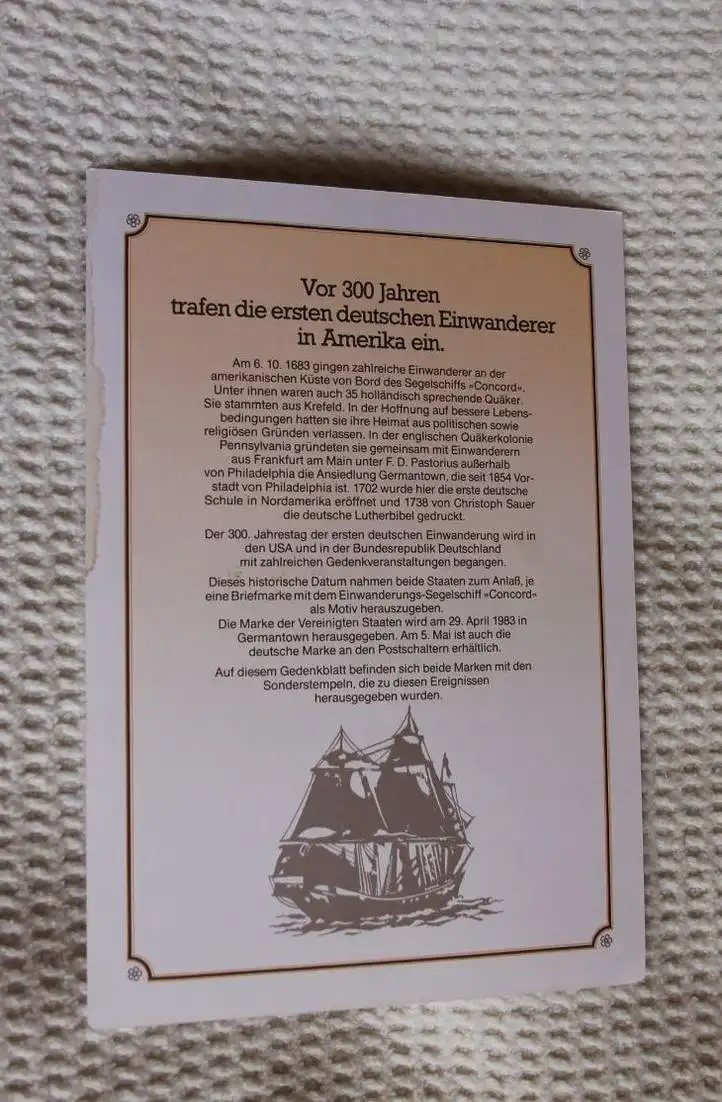 Vor 300 Jahren
trafen die ersten deutschen Einwanderer
in Amerika ein.
Am 6. 10. 1683 gingen zahlreiche Einwanderer an der
amerikanischen Küste von Bord des Segelschiffs »Concord«.
Unter ihnen waren auch 35 holländisch sprechende Quäker.
Sie stammten aus Krefeld. In der Hoffnung auf bessere Lebens-
bedingungen hatten sie ihre Heimat aus politischen sowie
religiösen Gründen verlassen. In der englischen Quäkerkolonie
Pennsylvania gründeten sie gemeinsam mit Einwanderern
aus Frankfurt am Main unter F. D. Pastorius außerhalb
von Philadelphia die Ansiedlung Germantown, die seit 1854 Vor-
stadt von Philadelphia ist. 1702 wurde hier die erste deutsche
Schule in Nordamerika eröffnet und 1738 von Christoph Sauer
die deutsche Lutherbibel gedruckt.
Der 300. Jahrestag der ersten deutschen Einwanderung wird in
den USA und in der Bundesrepublik Deutschland
mit zahlreichen Gedenkveranstaltungen begangen.
Dieses historische Datum nahmen beide Staaten zum Anlaß, je
eine Briefmarke mit dem Einwanderungs-Segelschiff »Concord«
als Motiv herauszugeben.
Die Marke der Vereinigten Staaten wird am 29. April 1983 in
Germantown herausgegeben. Am 5. Mai ist auch die
deutsche Marke an den Postschaltern erhältlich.
Auf diesem Gedenkblatt befinden sich beide Marken mit den
Sonderstempeln, die zu diesen Ereignissen
herausgegeben wurden.